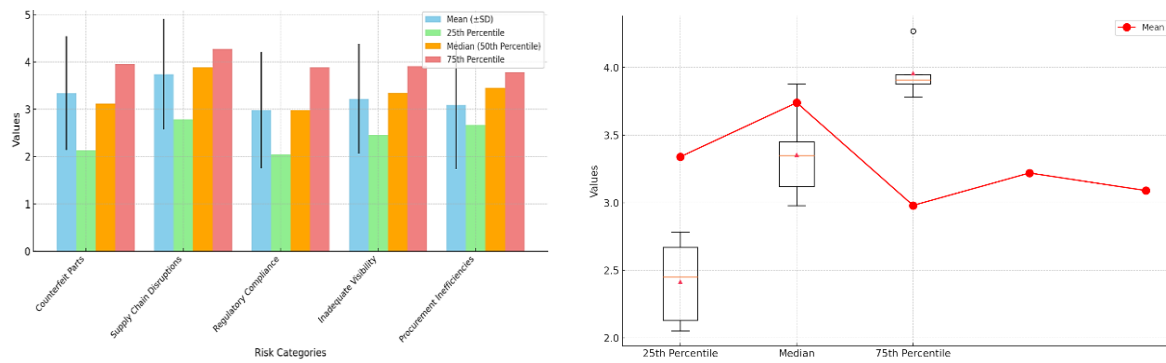 5
4
3
2
1
0
Values
Mean (±SD)
25th Percentile
Median (50th Percentile)
75th Percentile
Counterfeit Parts
Supply Chain Disruptions
Regulatory Compliance
Inadequate Visibility
Procurement Inefficiencies
Risk Categories
Mean
4.0
3.5
3.0
2.5
2.0
Values
25th Percentile
Median
75th Percentile